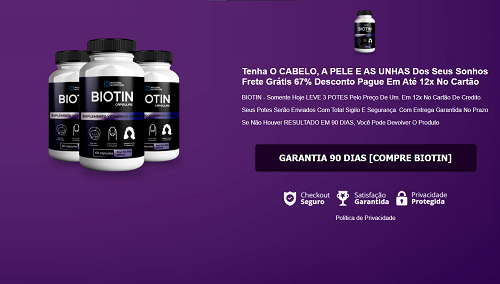 BIOTIN
CÁPSULAS
BIOTIN
BIOTIN
Tenha O CABELO, A PELE E AS UNHAS Dos Seus Sonhos
Frete Grátis 67% Desconto Pague Em Até 12x No Cartão
BIOTIN - Somente Hoje LEVE 3 POTES Pelo Preço De Um. Em 12x No Cartão De Credito.
Seus Potes Serão Enviados Com Total Sigilo E Segurança. Com Entrega Garantida No Prazo
Se Não Houver RESULTADO EM 90 DIAS, Você Pode Devolver O Produto
GARANTIA 90 DIAS [COMPRE BIOTIN]
Checkout
Seguro
Satisfação
Garantida
Privacidade
Protegida
Politica de Privacidade